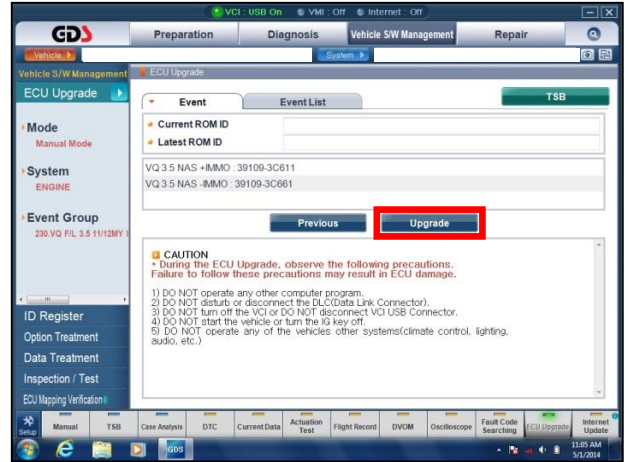 VCI : USB On VMI : Off Internet : Off
GDS Preparation Diagnosis Vehicle S/W Management Repair
Vehicle System
Vehicle S/W Management
ECU Upgrade
ECU Upgrade
Event Event List TSB
Mode
Manual Mode
System
ENGINE
Event Group
230.VQ F/L 3.5 11/12MY
Current ROM ID
Latest ROM ID
VQ 3.5 NAS +IMMO : 39109-3C611
VQ 3.5 NAS -IMMO : 39109-3C661
Previous Upgrade
CAUTION
• During the ECU Upgrade, observe the following precautions.
Failure to follow these precautions may result in ECU damage.
1) DO NOT operate any other computer program.
2) DO NOT disturb or disconnect the DLC(Data Link Connector).
3) DO NOT turn off the VCI or DO NOT disconnect VCI USB Connector.
4) DO NOT start the vehicle or turn the IG key off.
5) DO NOT operate any of the vehicles other systems(climate control, lighting,
audio, etc.)
ID Register
Option Treatment
Data Treatment
Inspection / Test
ECU Mapping Verification
Setup Manual TSB Case Analysis DTC Current Data Actuation Test Flight Record DVOM Oscilloscope Fault Code Searching ECU Upgrade Internet Update
GDS
11:05 AM
5/1/2014